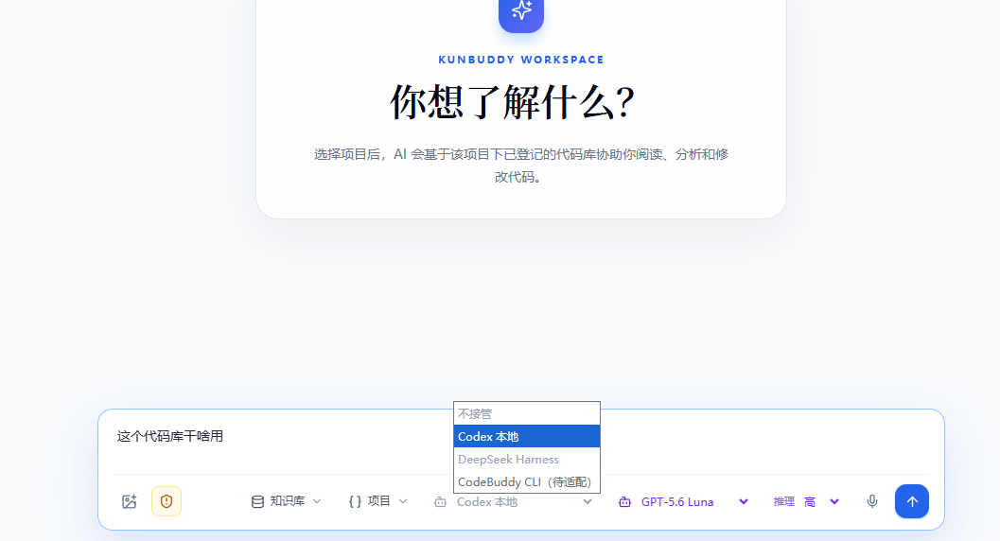 KUNBUDDY WORKSPACE
你想了解什么？
选择项目后，AI 会基于该项目下已登记的代码库协助你阅读、分析和修
改代码。
不接管
这个代码库干啥用
Codex 本地
DeepSeek Harness
CodeBuddy CLI（待适配）
知识库
{ } 项目
Codex 本地
GPT-5.6 Luna
推理 高